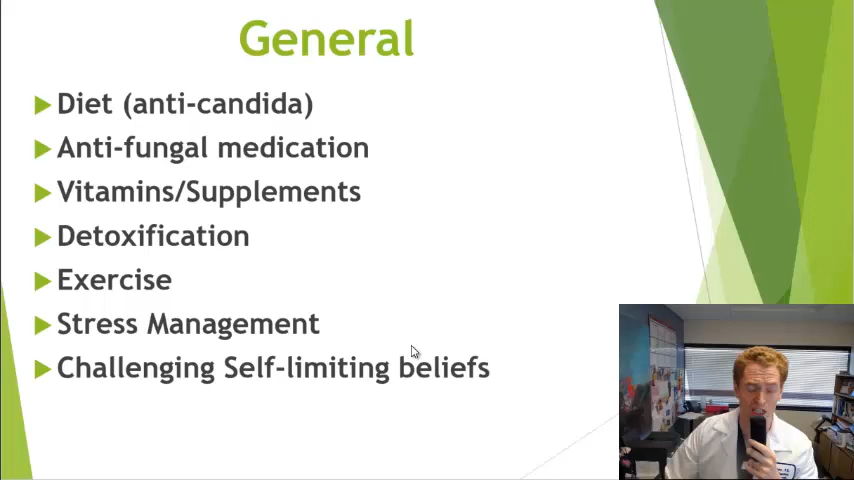 General
Diet (anti-candida)
Anti-fungal medication
Vitamins/Supplements
Detoxification
Exercise
Stress Management
Challenging Self-limiting beliefs